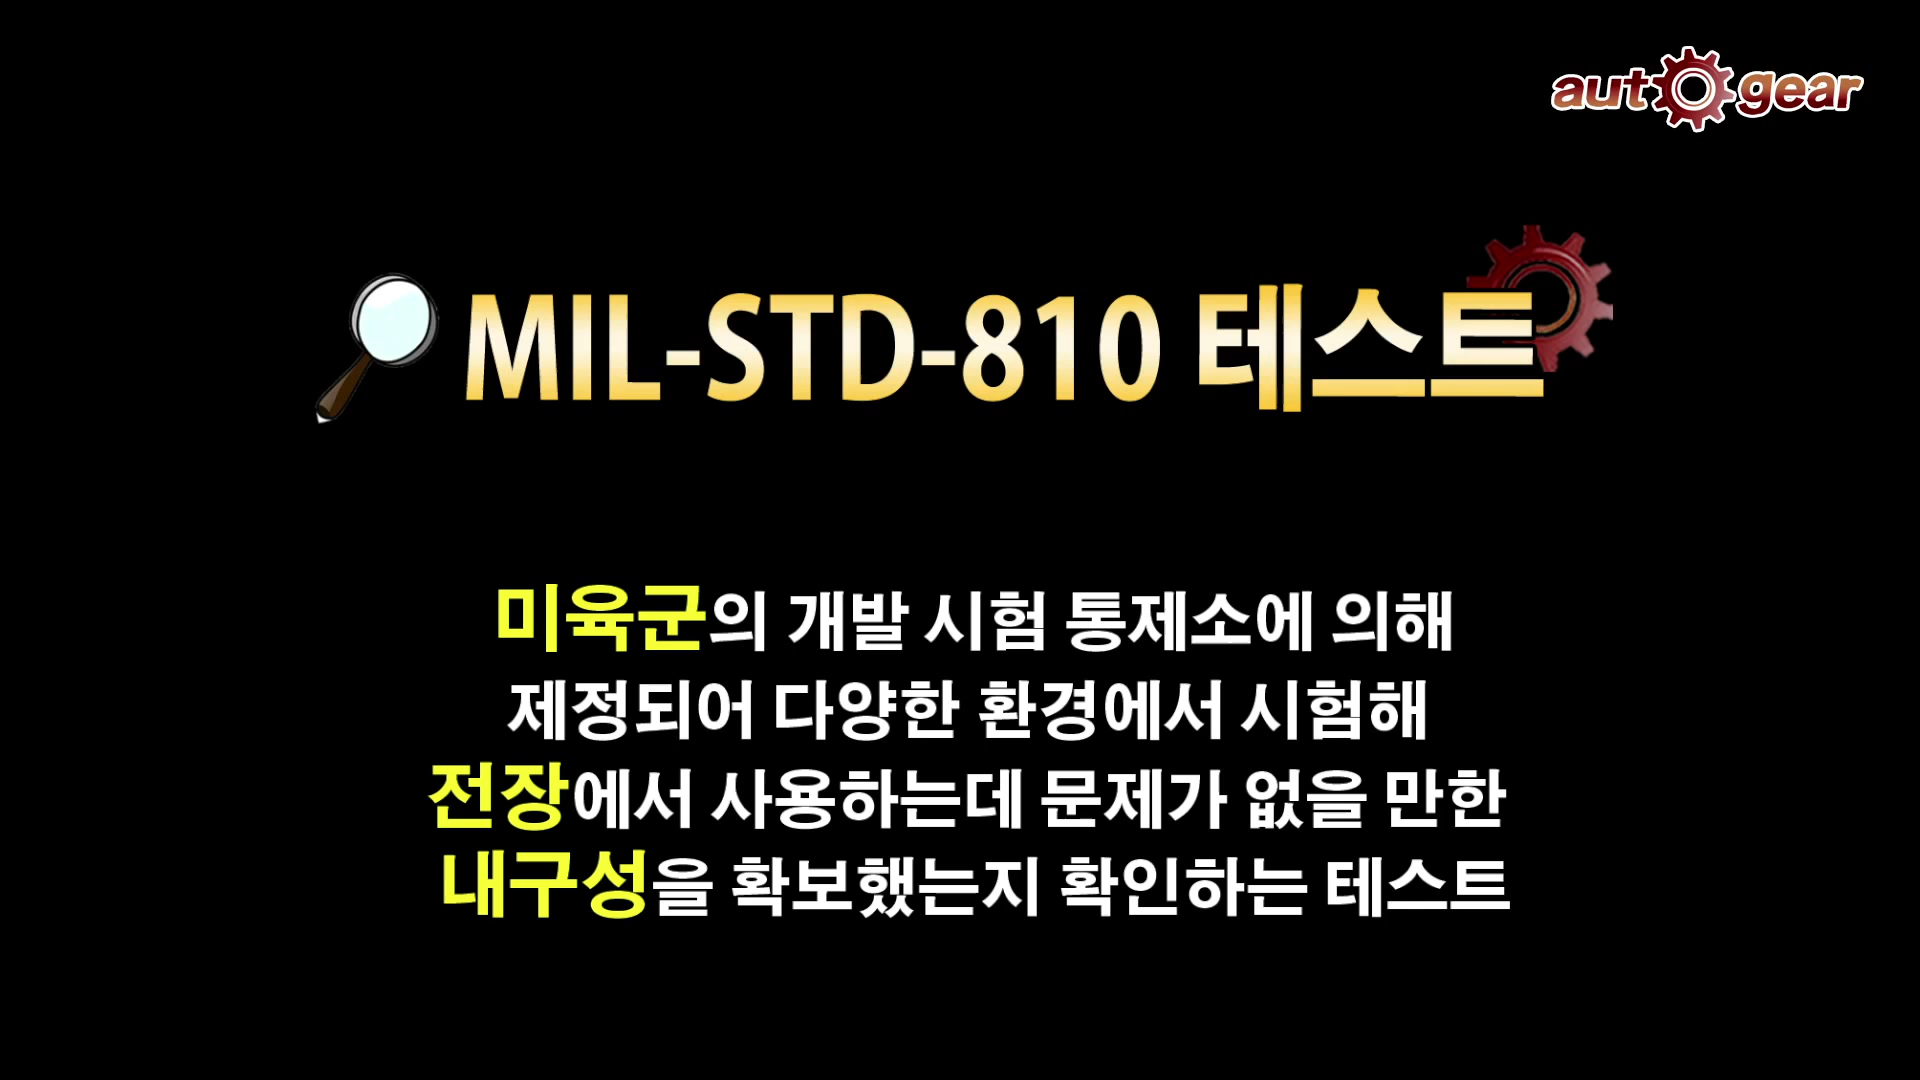 autogear
MIL-STD-810 테스트
미육군의 개발 시험 통제소에 의해
제정되어 다양한 환경에서 시험해
전장에서 사용하는데 문제가 없을 만한
내구성을 확보했는지 확인하는 테스트